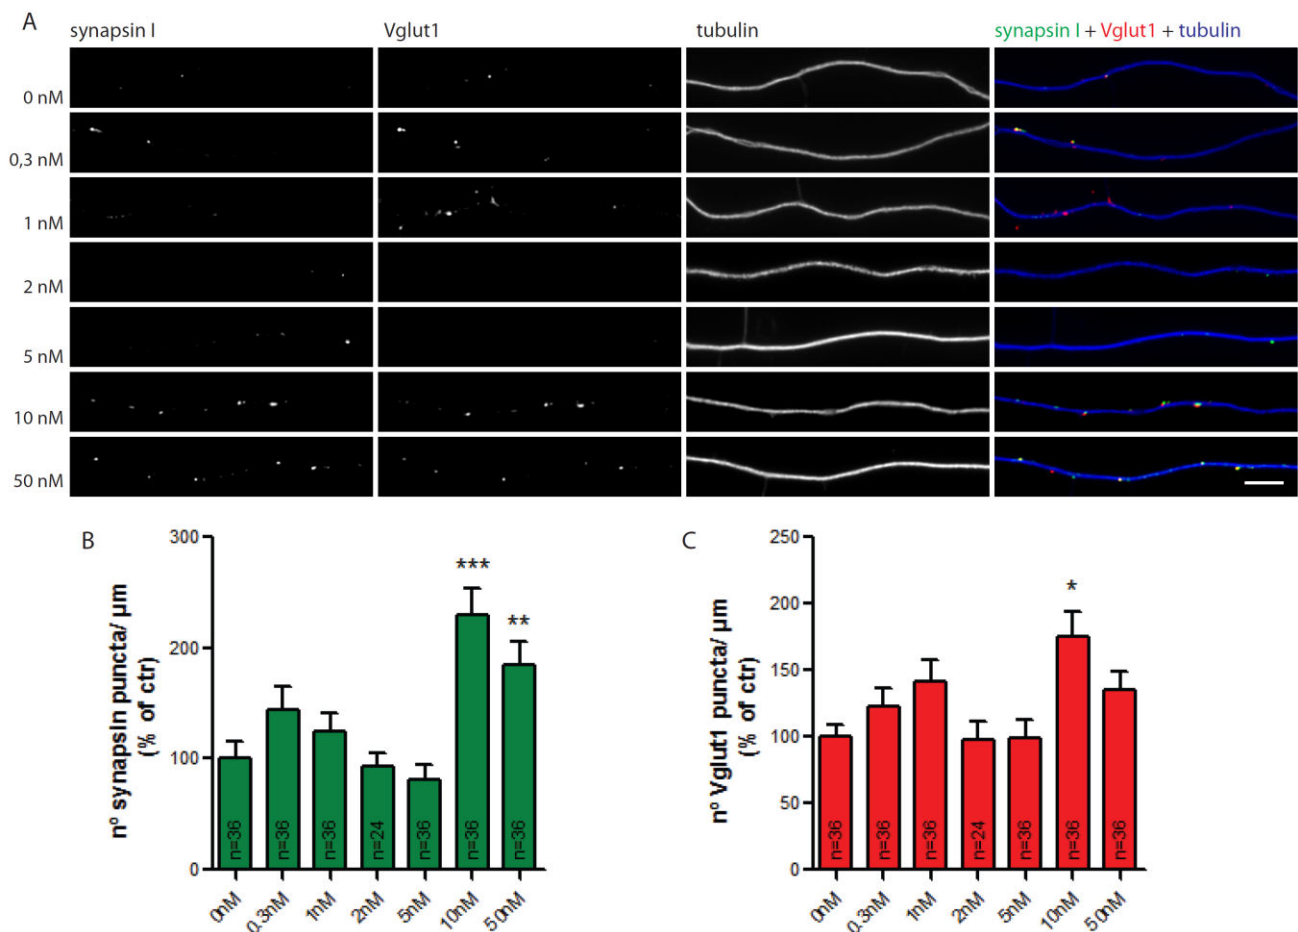 A
synapsin I
Vglut1
tubulin
synapsin I + Vglut1 + tubulin
0 nM
0,3 nM
1 nM
2 nM
5 nM
10 nM
50 nM
B
nº synapsin puncta/ µm
(% of ctr)
300
200
100
0
***
**
n=36
n=36
n=36
n=24
n=36
n=36
n=36
0nM
0.3nM
1nM
2nM
5nM
10nM
50nM
C
nº Vglut1 puncta/ µm
(% of ctr)
250
200
150
100
50
0
*
n=36
n=36
n=36
n=24
n=36
n=36
n=36
0nM
0.3nM
1nM
2nM
5nM
10nM
50nM